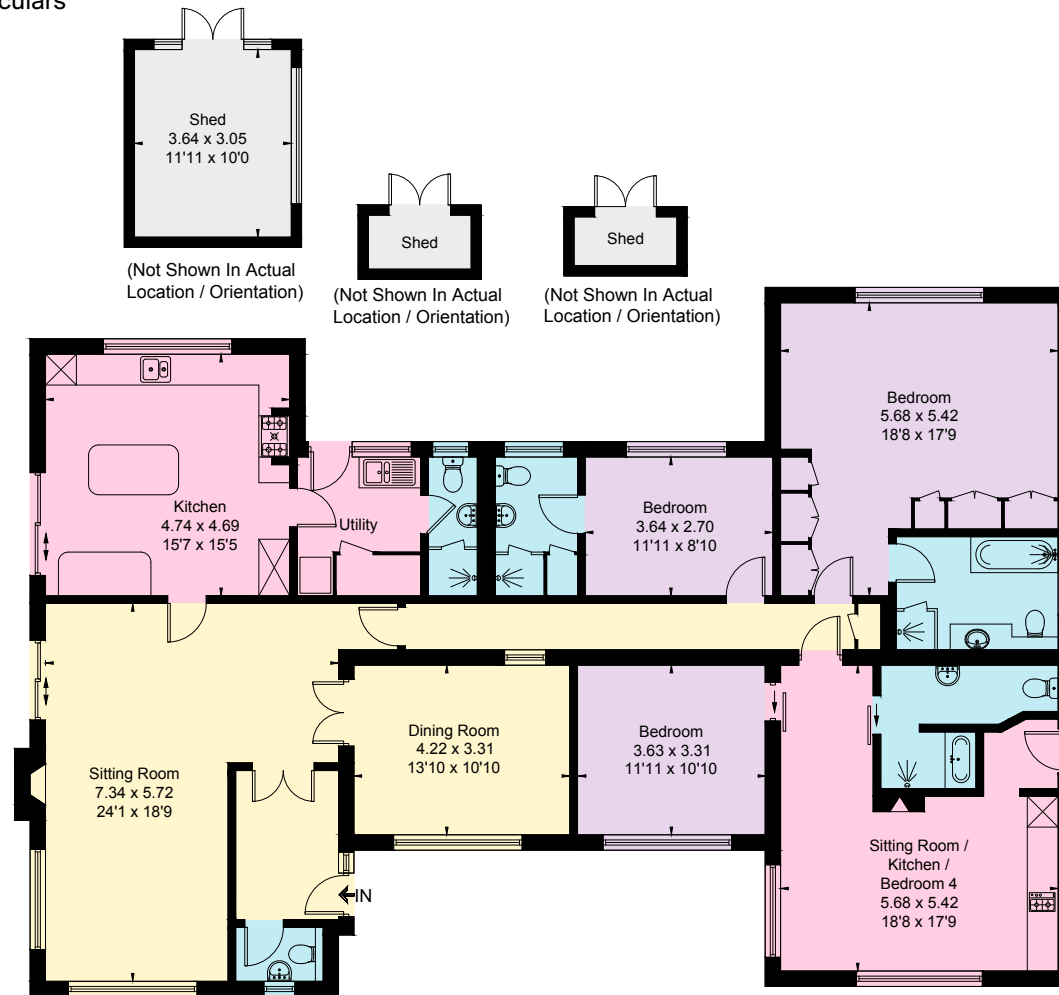 culars
Shed
3.64 x 3.05
11'11 x 10'0
(Not Shown In Actual
Location / Orientation)
Shed
(Not Shown In Actual
Location / Orientation)
Shed
(Not Shown In Actual
Location / Orientation)
Bedroom
5.68 x 5.42
18'8 x 17'9
Kitchen
4.74 x 4.69
15'7 x 15'5
Utility
Bedroom
3.64 x 2.70
11'11 x 8'10
Sitting Room
7.34 x 5.72
24'1 x 18'9
Dining Room
4.22 x 3.31
13'10 x 10'10
Bedroom
3.63 x 3.31
11'11 x 10'10
Sitting Room /
Kitchen /
Bedroom 4
5.68 x 5.42
18'8 x 17'9
IN